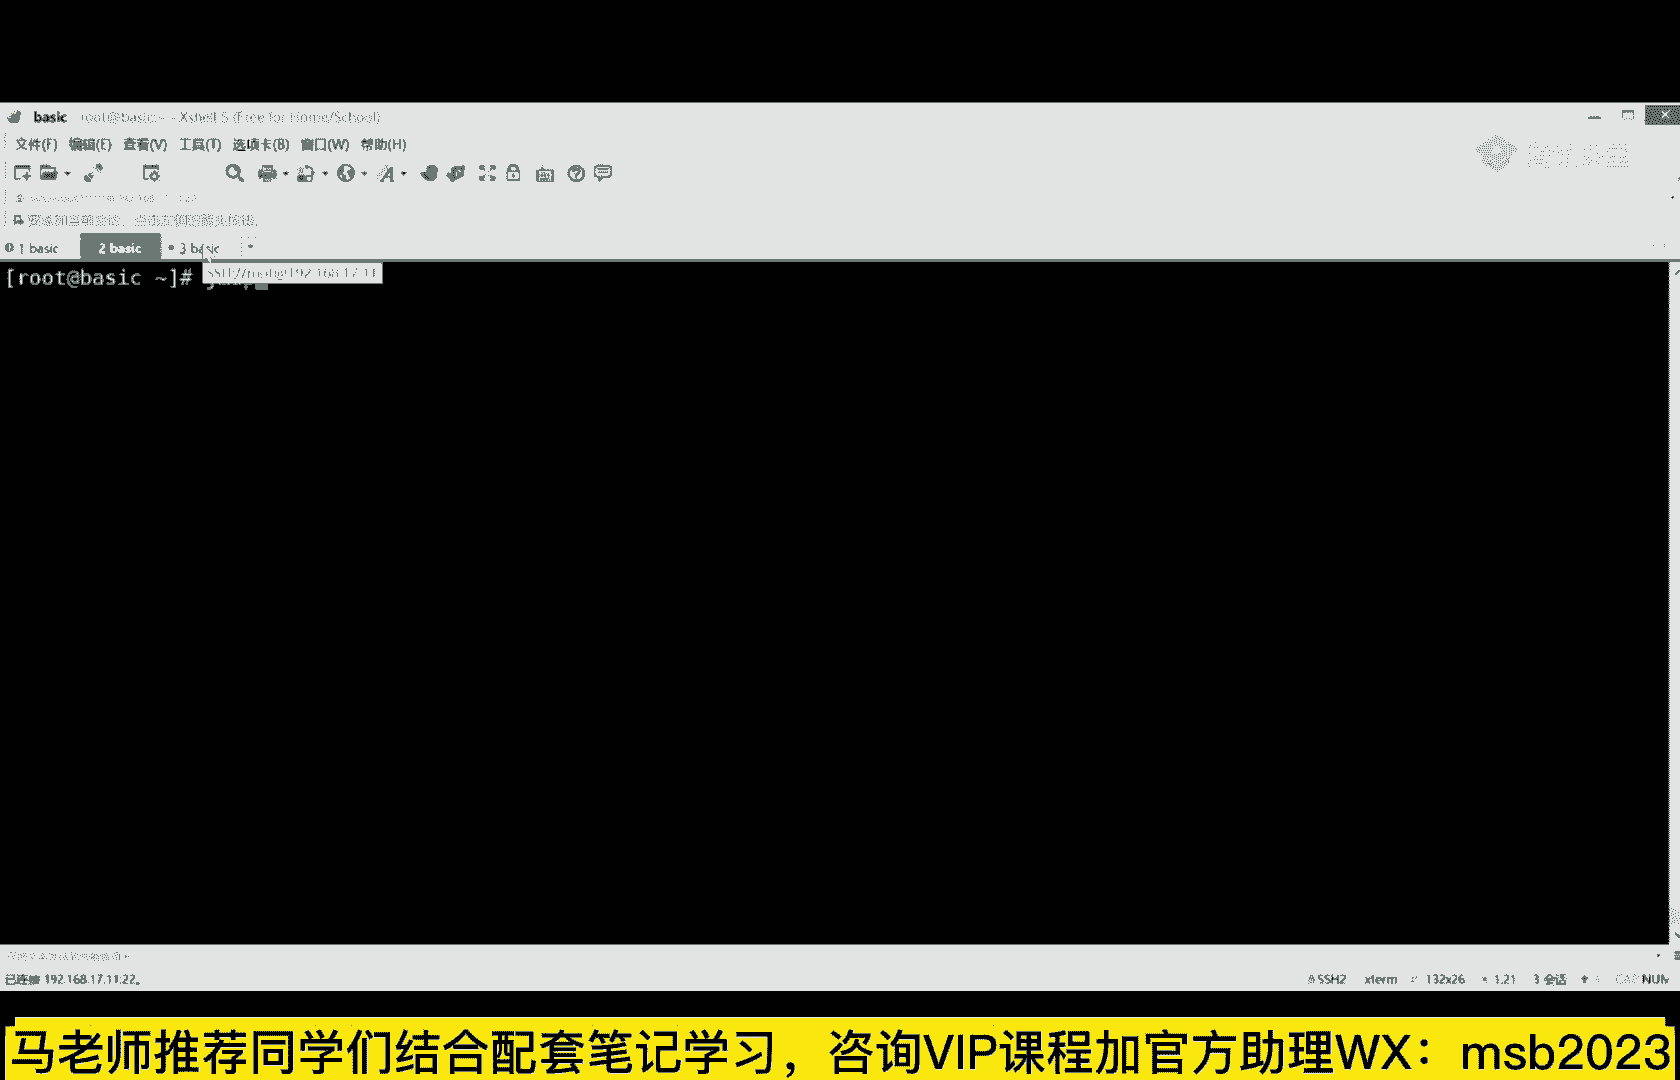 basic root@basic:~ - Xshell 5 (Free for Home/School)
文件(F) 编辑(E) 查看(V) 工具(T) 选项卡(B) 窗口(W) 帮助(H)
1 basic 2 basic 3 basic
SSH://root@192.168.17.11
[root@basic ~]#
已连接 192.168.17.11:22。 SSH2 xterm 132x26 1,21 3 会话 CAP NUM
马老师推荐同学们结合配套笔记学习，咨询VIP课程加官方助理WX：msb2023